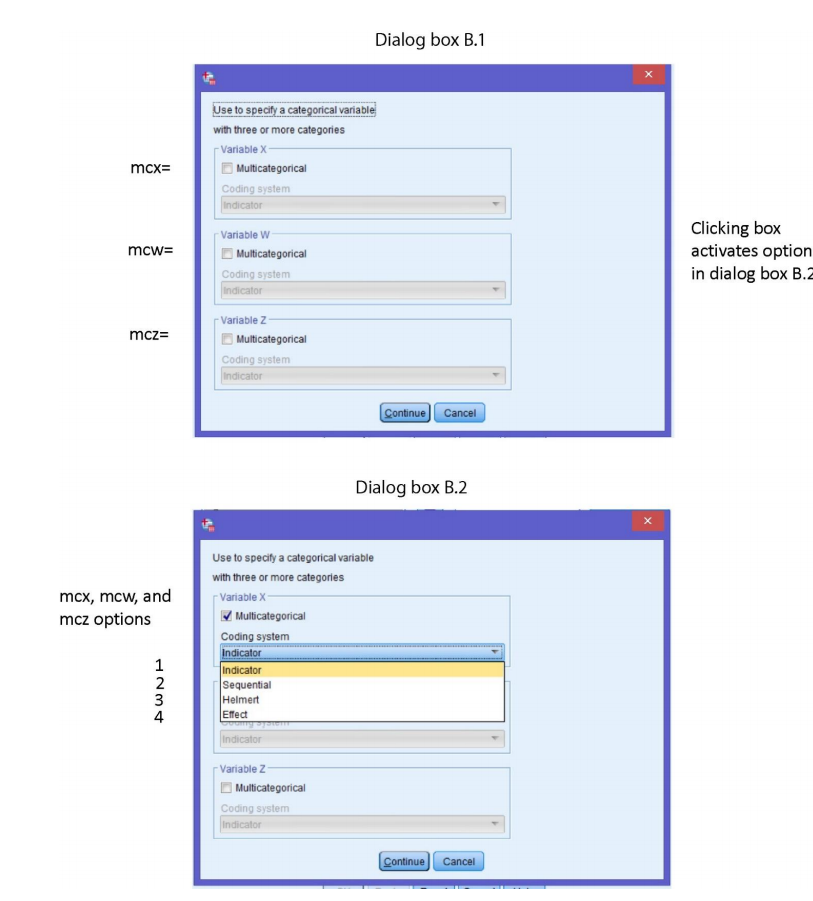 Dialog box B.1
Use to specify a categorical variable
with three or more categories
Variable X
mcx=
Multicategorical
Coding system
Indicator
Variable W
mcw=
Multicategorical
Coding system
Indicator
Clicking box
activates option
in dialog box B.2
Variable Z
mcz=
Multicategorical
Coding system
Indicator
Continue Cancel
Dialog box B.2
Use to specify a categorical variable
with three or more categories
mcx, mcw, and
mcz options
Variable X
Multicategorical
Coding system
Indicator
1 Indicator
2 Sequential
3 Helmert
4 Effect
Coding system
Indicator
Variable Z
Multicategorical
Coding system
Indicator
Continue Cancel